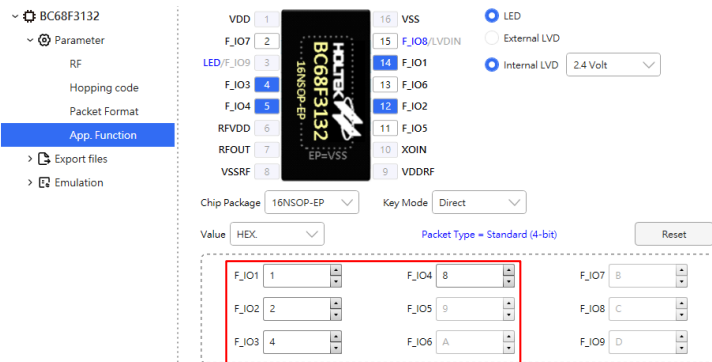 BC68F3132
Parameter
RF
Hopping code
Packet Format
App. Function
Export files
Emulation
VDD 1 16 VSS
F_IO7 2 15 F_IO8/LVDIN
LED/F_IO9 3 14 F_IO1
F_IO3 4 13 F_IO6
F_IO4 5 12 F_IO2
RFVDD 6 11 F_IO5
RFOUT 7 10 XOIN
VSSRF 8 9 VDDRF
HOLTEK
BC68F3132
16NSOP-EP
EP=VSS
LED
External LVD
Internal LVD 2.4 Volt
Chip Package 16NSOP-EP Key Mode Direct
Value HEX. Packet Type = Standard (4-bit) Reset
F_IO1 1 F_IO4 8 F_IO7 B
F_IO2 2 F_IO5 9 F_IO8 C
F_IO3 4 F_IO6 A F_IO9 D